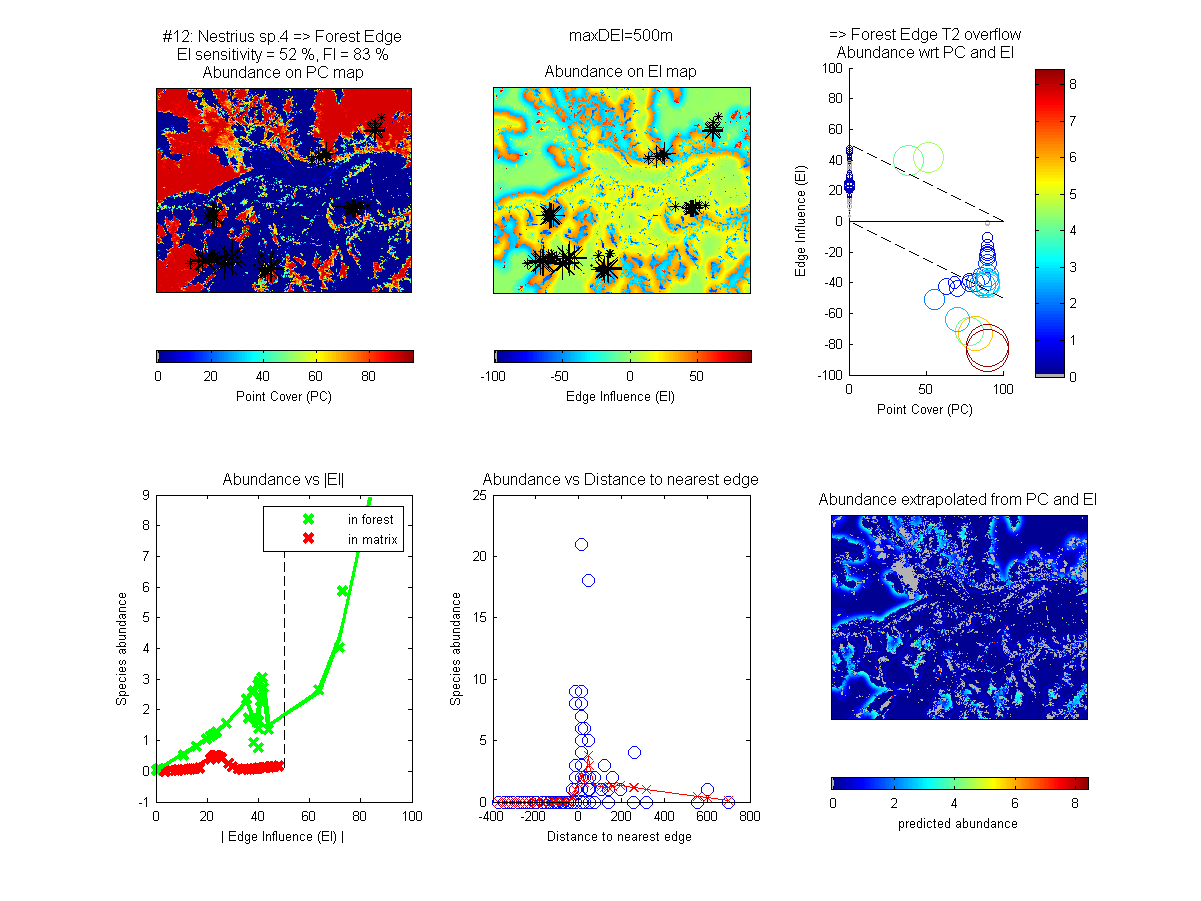 #12: Nestrius sp.4 => Forest Edge
EI sensitivity = 52 %, FI = 83 %
Abundance on PC map
0 20 40 60 80
Point Cover (PC)
maxDEI=500m
Abundance on EI map
-100 -50 0 50
Edge Influence (EI)
=> Forest Edge T2 overflow
Abundance wrt PC and EI
100
80
60
40
20
0
-20
-40
-60
-80
-100
Edge Influence (EI)
0 50 100
Point Cover (PC)
8
7
6
5
4
3
2
1
0
Abundance vs |EI|
9
8
7
6
5
4
3
2
1
0
-1
Species abundance
in forest
in matrix
0 20 40 60 80 100
| Edge Influence (EI) |
Abundance vs Distance to nearest edge
25
20
15
10
5
0
Species abundance
-400 -200 0 200 400 600 800
Distance to nearest edge
Abundance extrapolated from PC and EI
0 2 4 6 8
predicted abundance